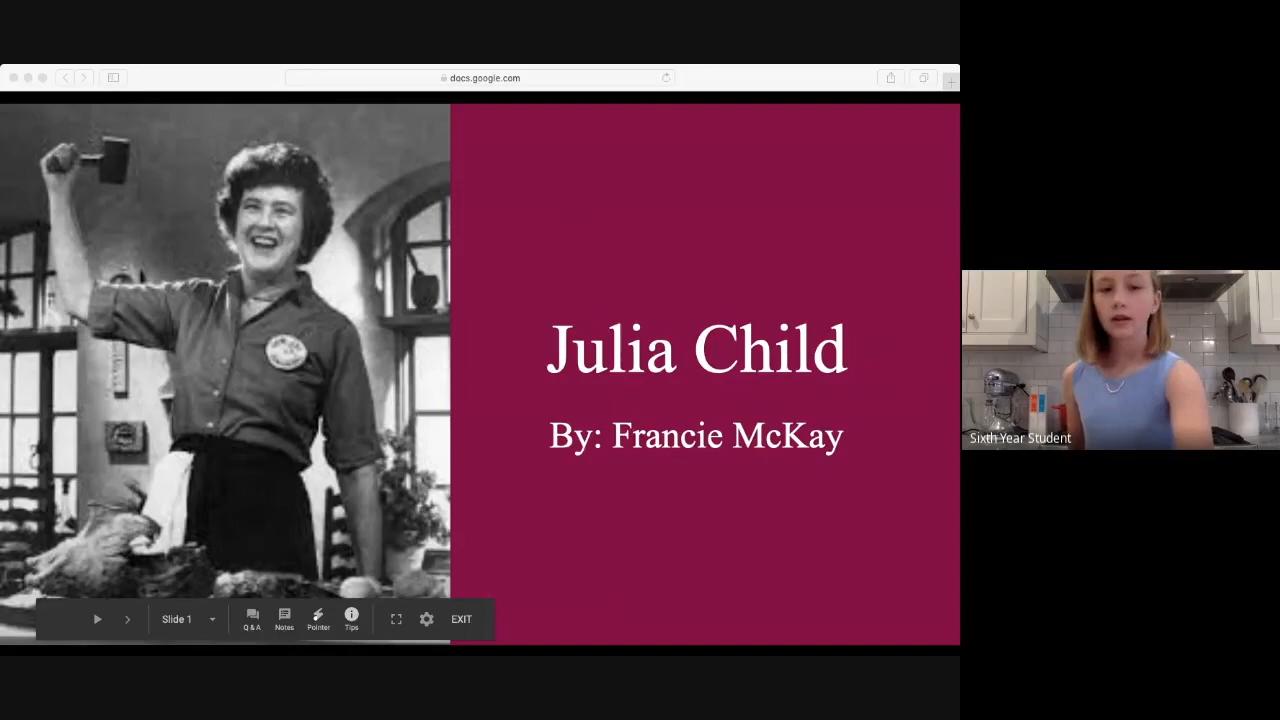 docs.google.com
Julia Child
By: Francie McKay
Sixth Year Student
Slide 1
Q & A
Notes
Pointer
Tips
EXIT